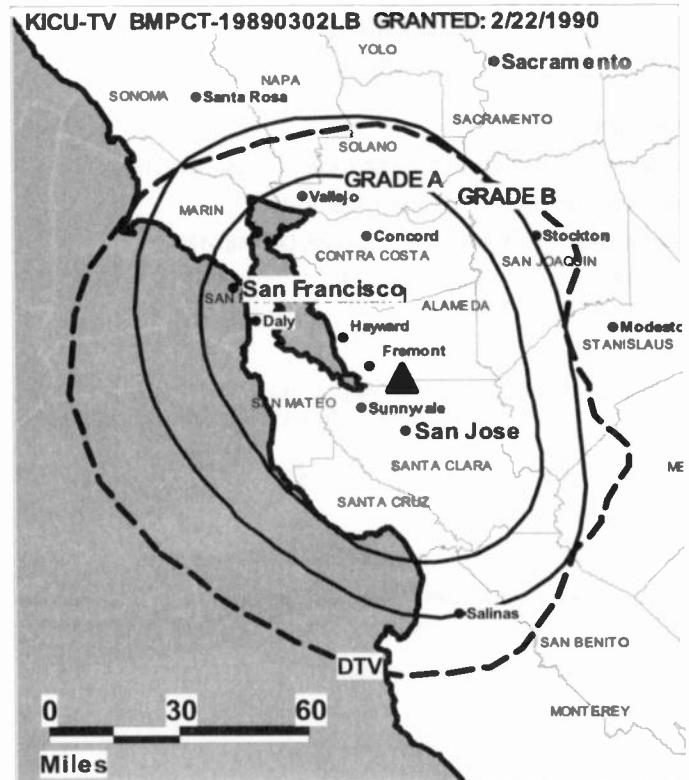 KICU-TV BMPCT-19890302LB GRANTED: 2/22/1990
YOLO
Sacramento
NAPA
SONOMA
Santa Rosa
SACRAMENTO
SOLANO
GRADE A
GRADE B
Vallejo
MARIN
Concord
Stockton
CONTRA COSTA
SAN JOAQUIN
San Francisco
SAN
ALAMEDA
Daly
Hayward
Modesto
STANISLAUS
Fremont
SAN MATEO
Sunnyvale
San Jose
SANTA CLARA
ME
SANTA CRUZ
Salinas
SAN BENITO
DTV
MONTEREY
0 30 60
Miles